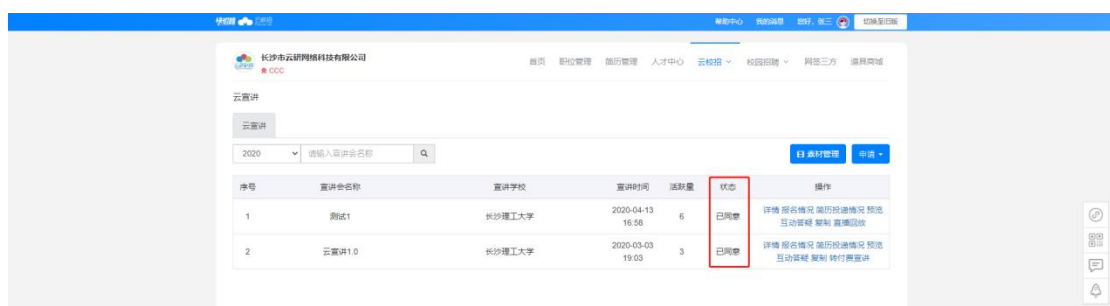 快招网 云就业 帮助中心 我的消息 您好，张三 切换至旧版
长沙市云研网络科技有限公司
CCC
首页 职位管理 简历管理 人才中心 云校招 校园招聘 网签三方 道具商城
云宣讲
云宣讲
2020 请输入宣讲会名称 素材管理 申请
序号 宣讲会名称 宣讲学校 宣讲时间 活跃量 状态 操作
1 测试1 长沙理工大学 2020-04-13 16:58 6 已同意 详情 报名情况 简历投递情况 预览
互动答疑 复制 直播回放
2 云宣讲1.0 长沙理工大学 2020-03-03 19:03 3 已同意 详情 报名情况 简历投递情况 预览
互动答疑 复制 转付费宣讲